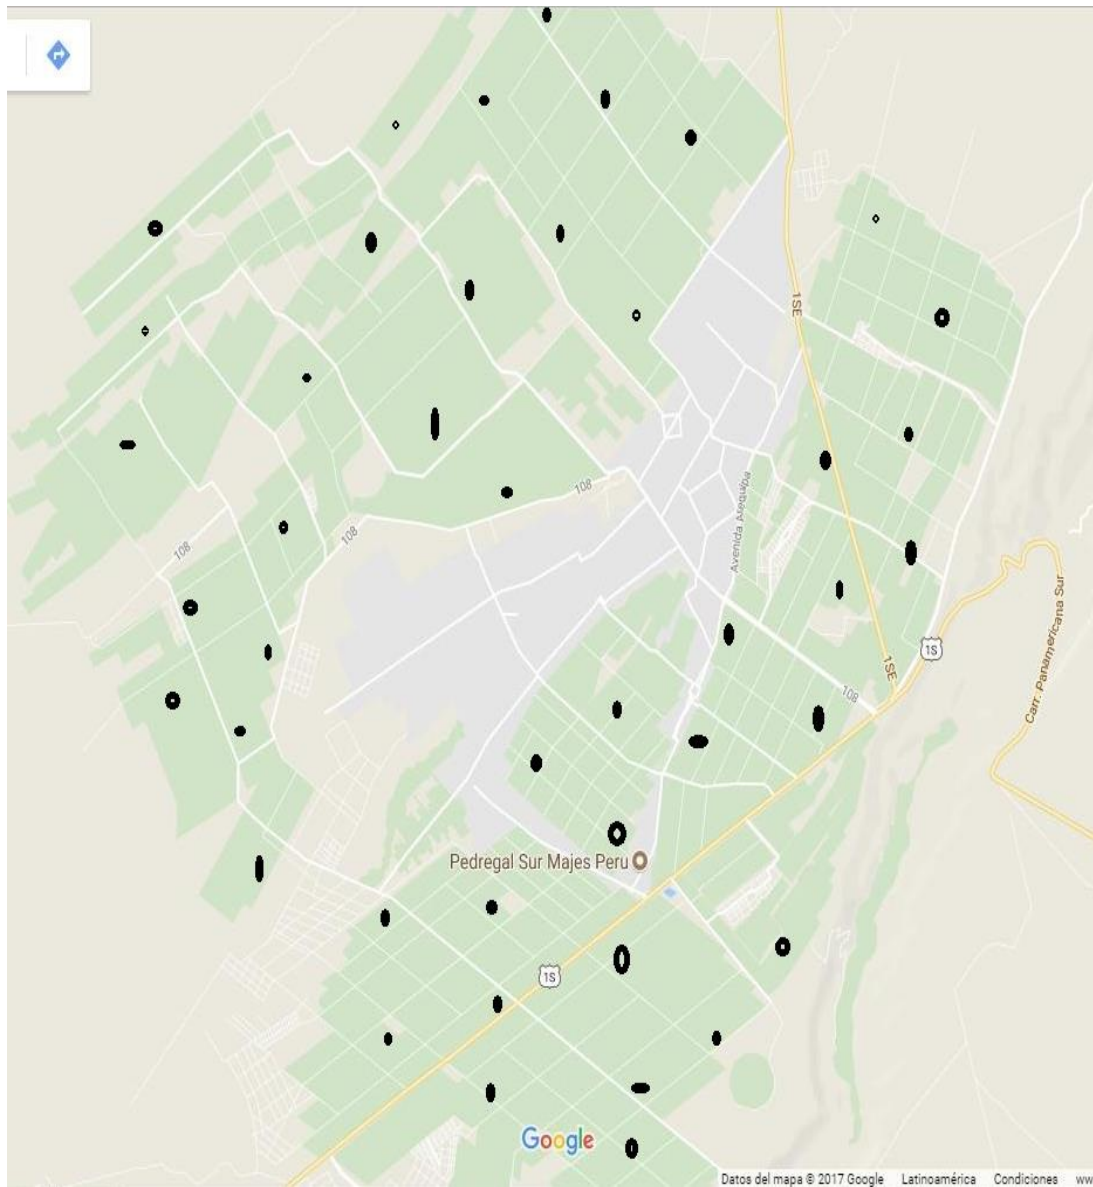 1SE
108
108
108
Avenida Arequipa
1SE
1S
108
Carr. Panamericana Sur
Pedregal Sur Majes Peru
1S
Google
Datos del mapa © 2017 Google Latinoamérica Condiciones ww